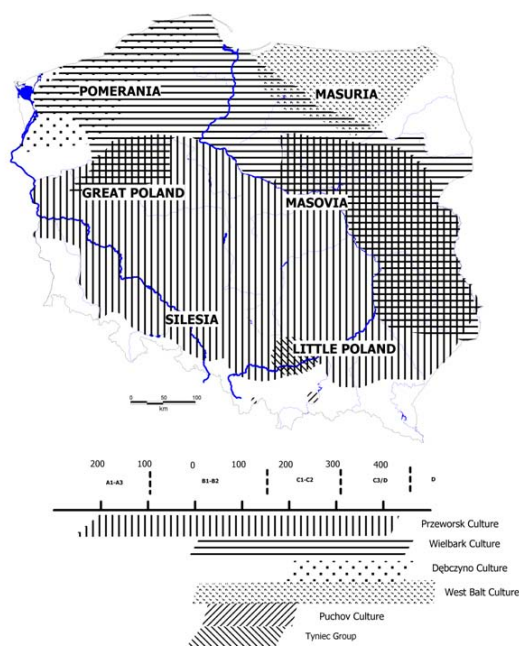 POMERANIA
MASURIA
GREAT POLAND
MASOVIA
SILESIA
LITTLE POLAND
0 50 100
km
200 100 0 100 200 300 400
A1-A3 B1-B2 C1-C2 C3/D D
Przeworsk Culture
Wielbark Culture
Dębczyno Culture
West Balt Culture
Puchov Culture
Tyniec Group